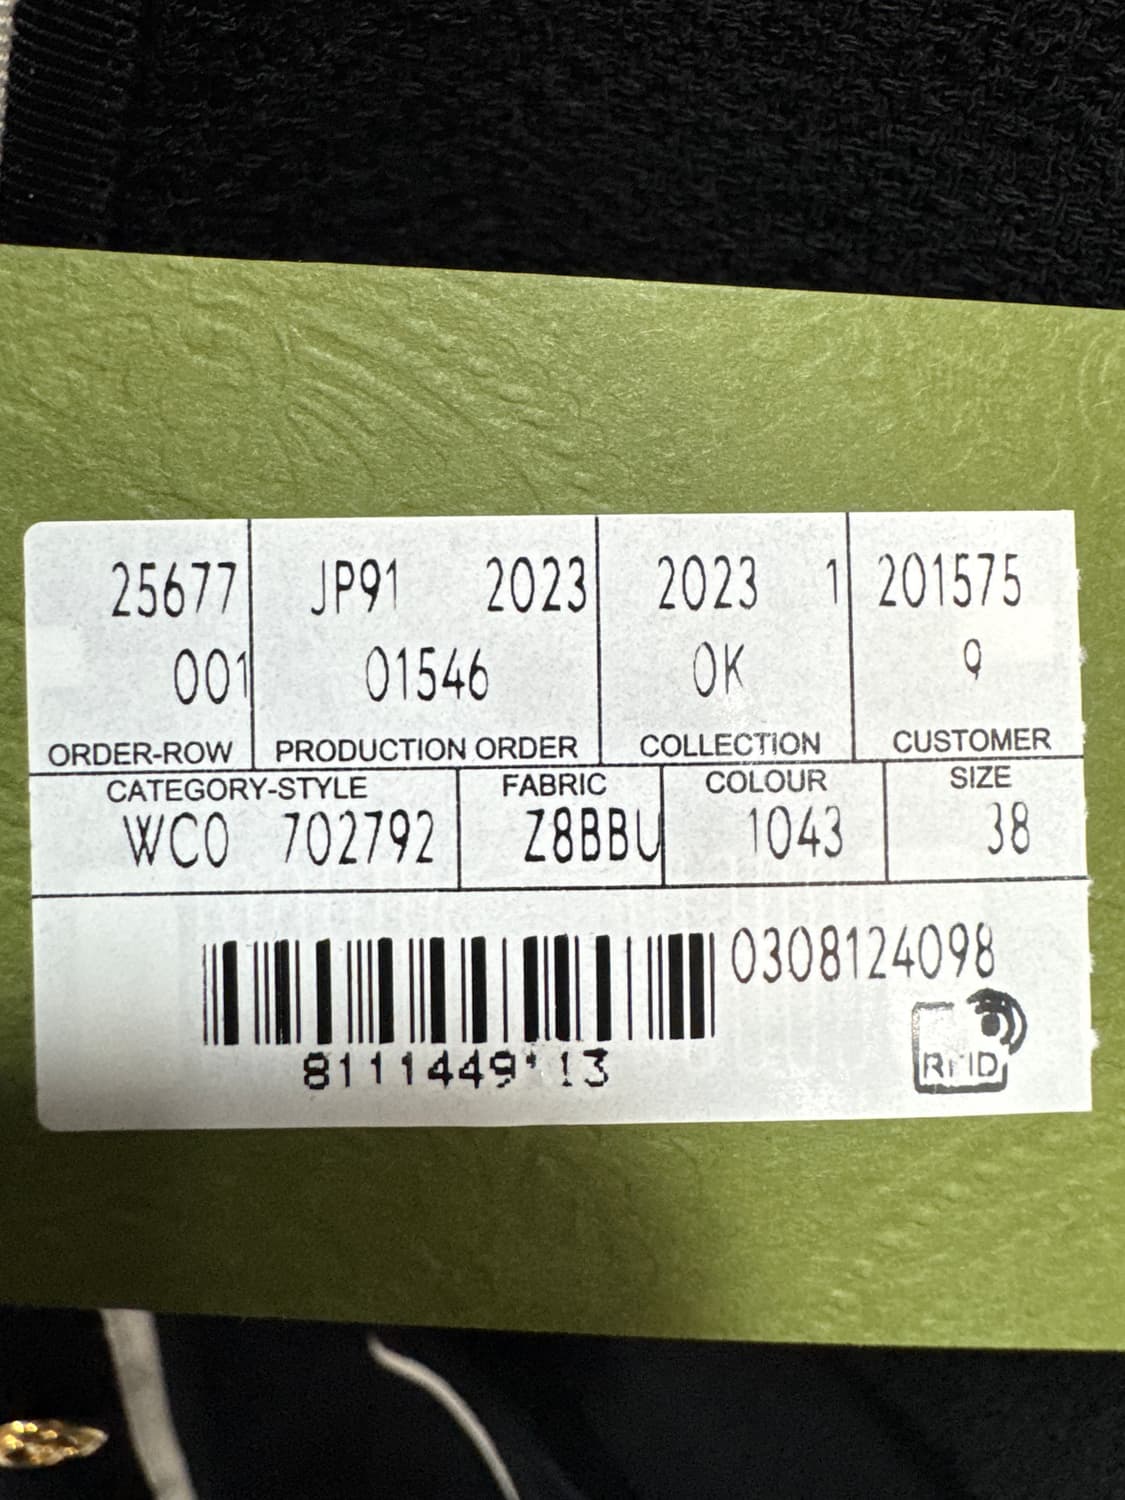 25677 JP91 2023 2023 1 201575
001 01546 0K 9
ORDER-ROW PRODUCTION ORDER COLLECTION CUSTOMER
CATEGORY-STYLE FABRIC COLOUR SIZE
WC0 702792 Z8BBU 1043 38
0308124098
RFID